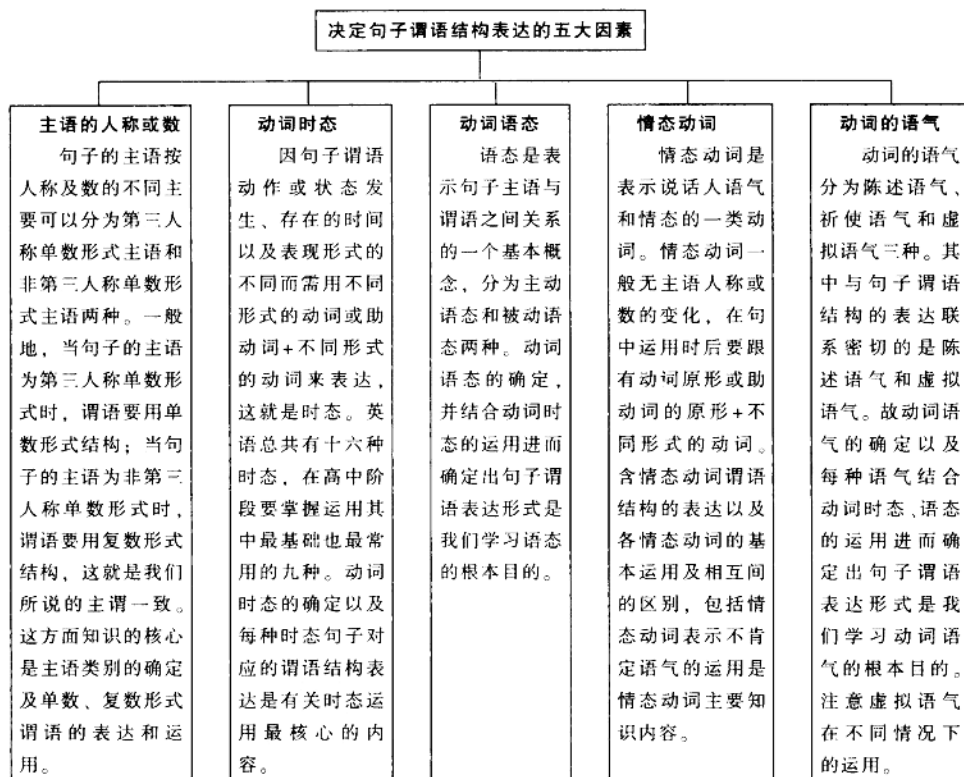 决定句子谓语结构表达的五大因素
主语的人称或数
句子的主语按
人称及数的不同主
要可以分为第三人
称单数形式主语和
非第三人称单数形
式主语两种。一般
地，当句子的主语
为第三人称单数形
式时，谓语要用单
数形式结构；当句
子的主语为非第三
人称单数形式时，
谓语要用复数形式
结构，这就是我们
所说的主谓一致。
这方面知识的核心
是主语类别的确定
及单数、复数形式
谓语的表达和运
用。
动词时态
因句子谓语
动作或状态发
生、存在的时间
以及表现形式的
不同而需用不同
形式的动词或助
动词+不同形式
的动词来表达，
这就是时态。英
语总共有十六种
时态，在高中阶
段要掌握运用其
中最基础也最常
用的九种。动词
时态的确定以及
每种时态句子对
应的谓语结构表
达是有关时态运
用最核心的内
容。
动词语态
语态是表
示句子主语与
谓语之间关系
的一个基本概
念，分为主动
语态和被动语
态两种。动词
语态的确定，
并结合动词时
态的运用进而
确定出句子谓
语表达形式是
我们学习语态
的根本目的。
情态动词
情态动词是
表示说话人语气
和情态的一类动
词。情态动词一
般无主语人称或
数的变化，在句
中运用时后要跟
有动词原形或助
动词的原形+不
同形式的动词。
含情态动词谓语
结构的表达以及
各情态动词的基
本运用及相互间
的区别，包括情
态动词表示不肯
定语气的运用是
情态动词主要知
识内容。
动词的语气
动词的语气
分为陈述语气、
祈使语气和虚
拟语气三种。其
中与句子谓语
结构的表达联
系密切的是陈
述语气和虚拟
语气。故动词语
气的确定以及
每种语气结合
动词时态、语态
的运用进而确
定出句子谓语
表达形式是我
们学习动词语
气的根本目的。
注意虚拟语气
在不同情况下
的运用。